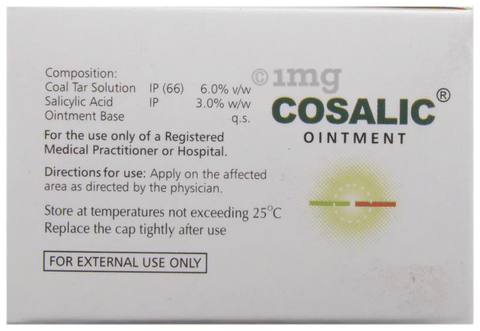 Composition:
Coal Tar Solution IP (66) 6.0% v/w
Salicylic Acid IP 3.0% w/w
Ointment Base q.s.
For the use only of a Registered
Medical Practitioner or Hospital.
Directions for use: Apply on the affected
area as directed by the physician.
Store at temperatures not exceeding 25°C
Replace the cap tightly after use
FOR EXTERNAL USE ONLY
© 1mg
COSALIC®
OINTMENT